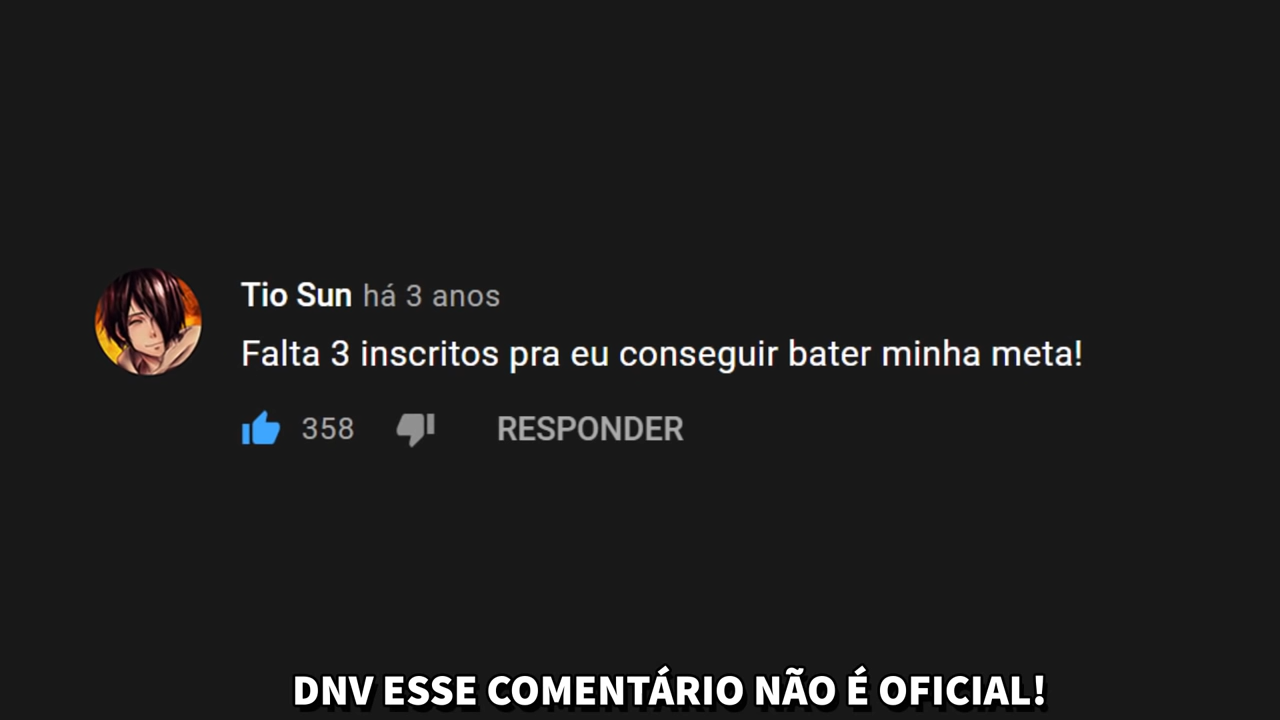 Tio Sun há 3 anos
Falta 3 inscritos pra eu conseguir bater minha meta!
358 RESPONDER
DNV ESSE COMENTÁRIO NÃO É OFICIAL!